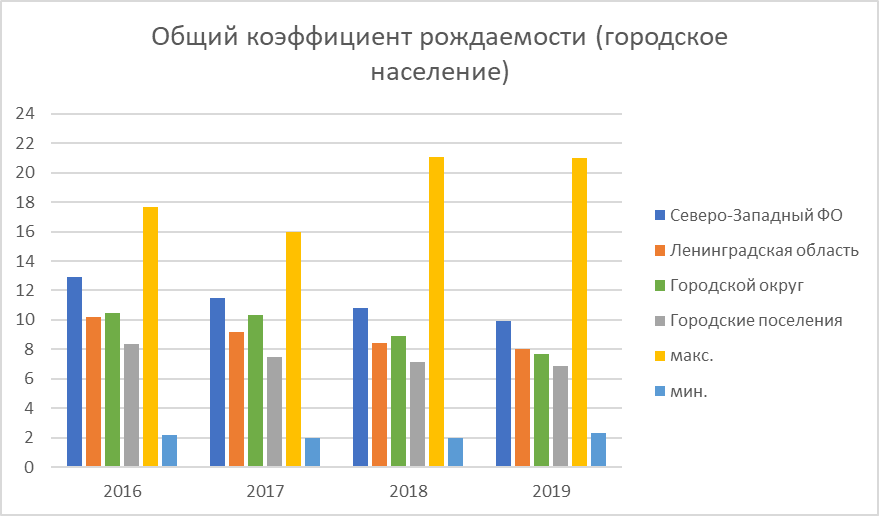 Общий коэффициент рождаемости (городское
население)
24
22
20
18
16
14
12
10
8
6
4
2
0
2016 2017 2018 2019
Северо-Западный ФО
Ленинградская область
Городской округ
Городские поселения
макс.
мин.